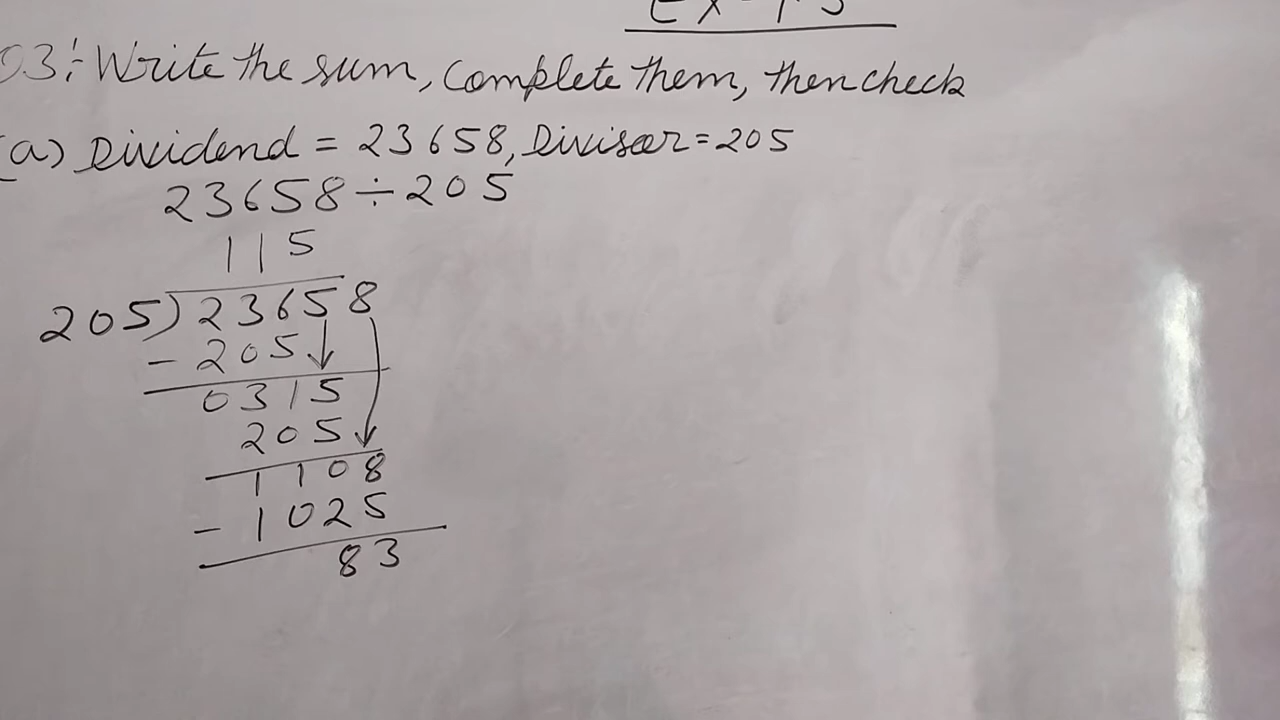 Q3:- Write the sum, Complete them, then check
(a) Dividend = 23658, Divisor = 205
23658 ÷ 205
115
205) 23658
- 205
0315
205
1108
- 1025
83